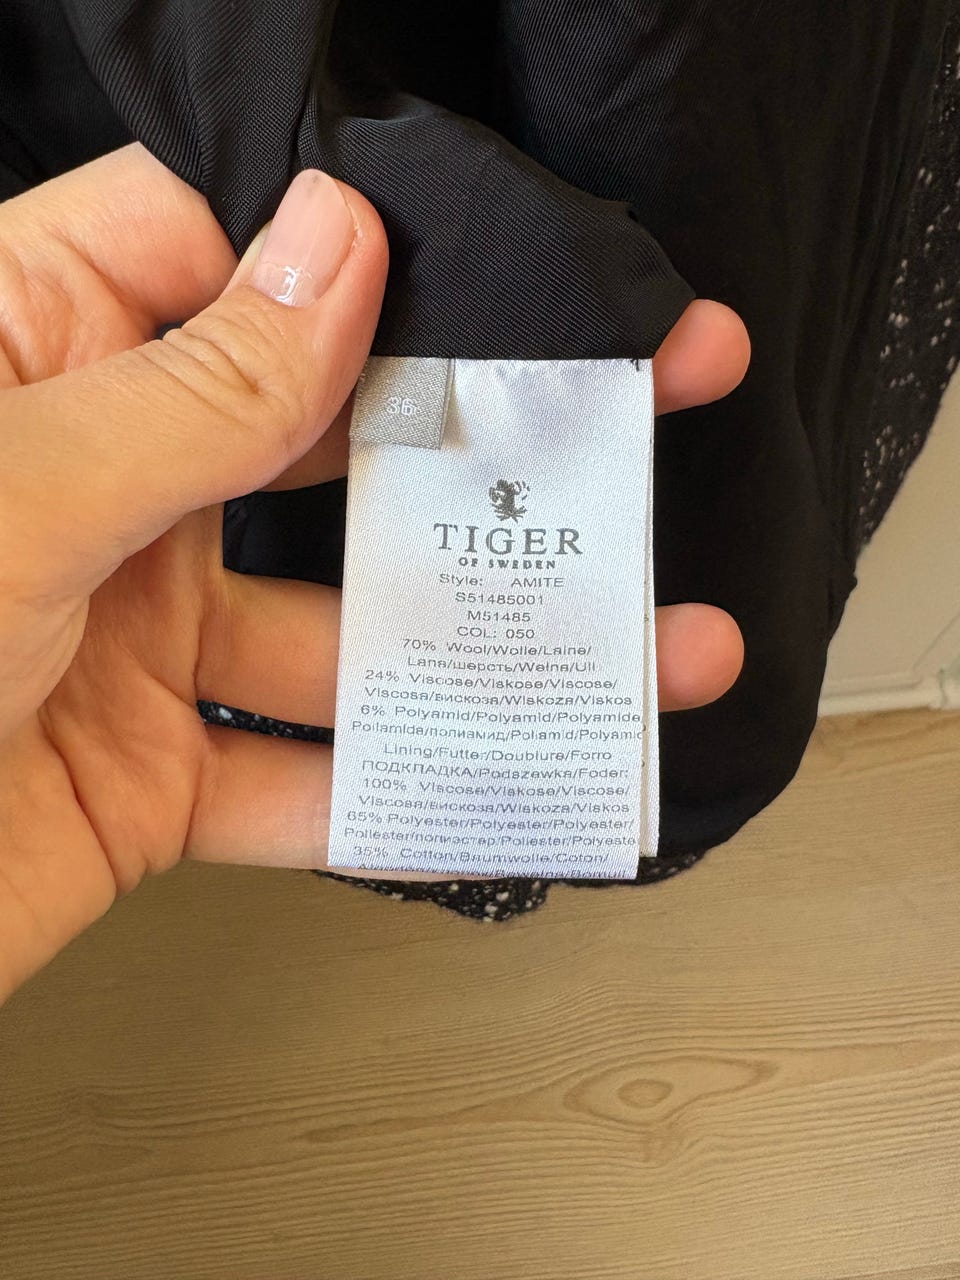 36
TIGER
OF SWEDEN
Style: AMITE
S51485001
M51485
COL: 050
70% Wool/Wolle/Laine/
Lana/шерсть/Wełna/Ull
24% Viscose/Viskose/Viscose/
Viscosa/вискоза/Wiskoza/Viskos
6% Polyamid/Polyamid/Polyamide
Poliamida/полиамид/Poliamid/Polyamid
Lining/Futter/Doublure/Forro
ПОДКЛАДКА/Podszewka/Foder:
100% Viscose/Viskose/Viscose/
Viscosa/вискоза/Wiskoza/Viskos
65% Polyester/Polyester/Polyester/
Poliester/полиэстер/Poliester/Polyeste
35% Cotton/Baumwolle/Coton/